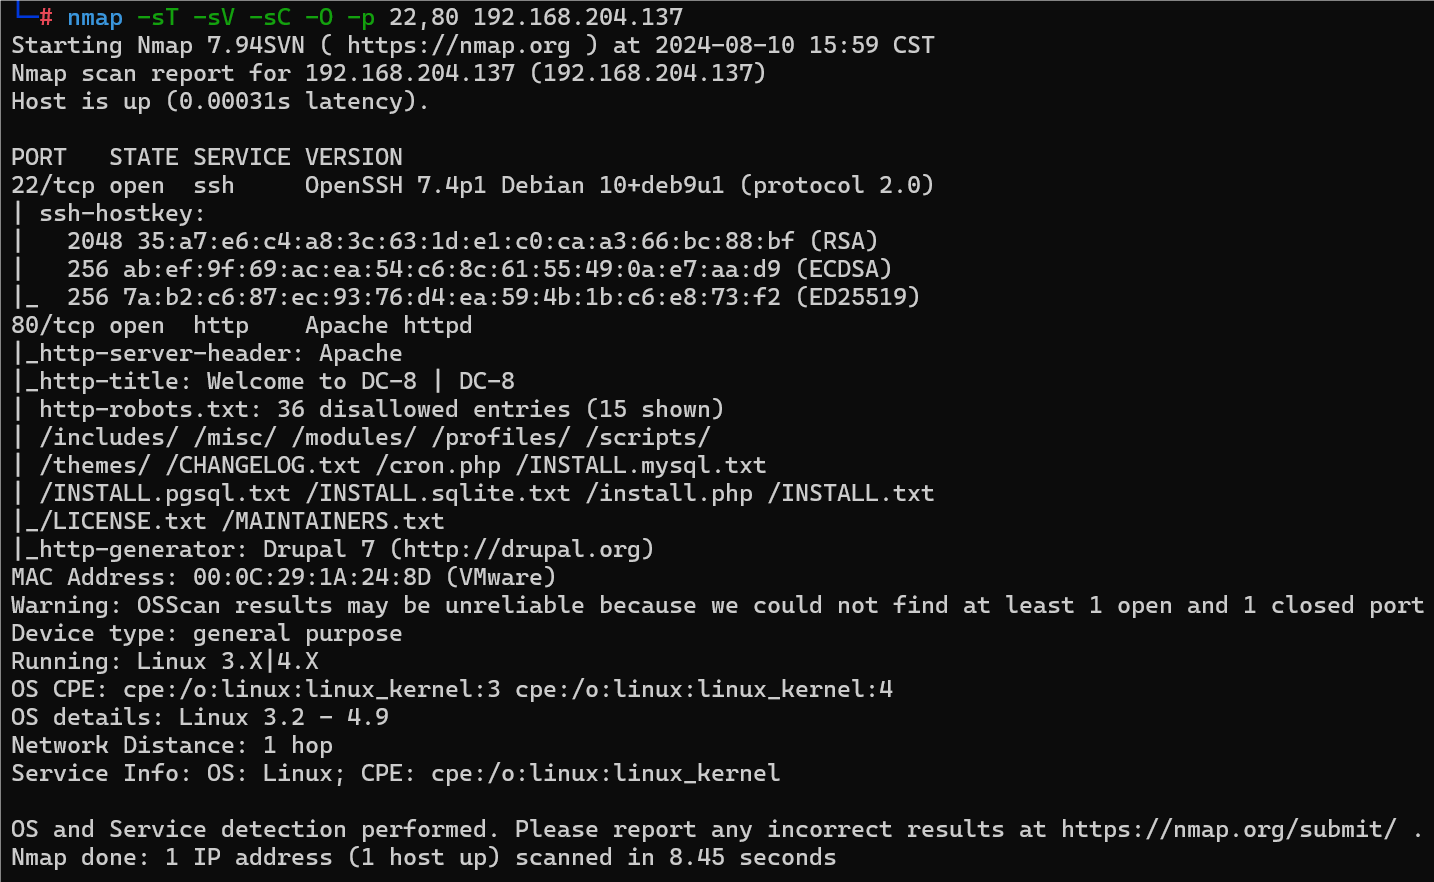 └─# nmap -sT -sV -sC -O -p 22,80 192.168.204.137
Starting Nmap 7.94SVN ( https://nmap.org ) at 2024-08-10 15:59 CST
Nmap scan report for 192.168.204.137 (192.168.204.137)
Host is up (0.00031s latency).

PORT   STATE SERVICE VERSION
22/tcp open  ssh     OpenSSH 7.4p1 Debian 10+deb9u1 (protocol 2.0)
| ssh-hostkey:
|   2048 35:a7:e6:c4:a8:3c:63:1d:e1:c0:ca:a3:66:bc:88:bf (RSA)
|   256 ab:ef:9f:69:ac:ea:54:c6:8c:61:55:49:0a:e7:aa:d9 (ECDSA)
|_  256 7a:b2:c6:87:ec:93:76:d4:ea:59:4b:1b:c6:e8:73:f2 (ED25519)
80/tcp open  http    Apache httpd
|_http-server-header: Apache
|_http-title: Welcome to DC-8 | DC-8
| http-robots.txt: 36 disallowed entries (15 shown)
| /includes/ /misc/ /modules/ /profiles/ /scripts/
| /themes/ /CHANGELOG.txt /cron.php /INSTALL.mysql.txt
| /INSTALL.pgsql.txt /INSTALL.sqlite.txt /install.php /INSTALL.txt
|_/LICENSE.txt /MAINTAINERS.txt
|_http-generator: Drupal 7 (http://drupal.org)
MAC Address: 00:0C:29:1A:24:8D (VMware)
Warning: OSScan results may be unreliable because we could not find at least 1 open and 1 closed port
Device type: general purpose
Running: Linux 3.X|4.X
OS CPE: cpe:/o:linux:linux_kernel:3 cpe:/o:linux:linux_kernel:4
OS details: Linux 3.2 - 4.9
Network Distance: 1 hop
Service Info: OS: Linux; CPE: cpe:/o:linux:linux_kernel

OS and Service detection performed. Please report any incorrect results at https://nmap.org/submit/ .
Nmap done: 1 IP address (1 host up) scanned in 8.45 seconds